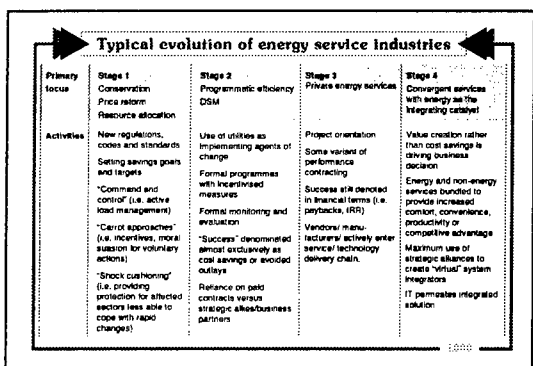 Typical evolution of energy service industries
Primary focus
Stage 1
Conservation
Price reform
Resource allocation
Stage 2
Programmatic efficiency
DSM
Stage 3
Private energy services
Stage 4
Convergent services
with energy as the
integrating catalyst
Activities
New regulations,
codes and standards
Setting savings goals
and targets
"Command and
control" (i.e. active
load management)
"Carrot approaches"
(i.e. incentives, moral
suasion for voluntary
actions)
"Shock cushioning"
(i.e. providing
protection for affected
sectors less able to
cope with rapid
changes)
Use of utilities as
implementing agents of
change
Formal programmes
with incentivised
measures
Formal monitoring and
evaluation
"Success" denominated
almost exclusively as
cost savings or avoided
outlays
Reliance on paid
contracts versus
strategic allies/business
partners
Project orientation
Some variant of
performance
contracting
Success still denoted
in financial terms (i.e.
paybacks, IRR)
Vendors/ manu-
facturers/ actively enter
service/ technology
delivery chain.
Value creation rather
than cost savings is
driving business
decision
Energy and non-energy
services bundled to
provide increased
comfort, convenience,
productivity or
competitive advantage
Maximum use of
strategic alliances to
create "virtual" system
integrators
IT permeates integrated
solution